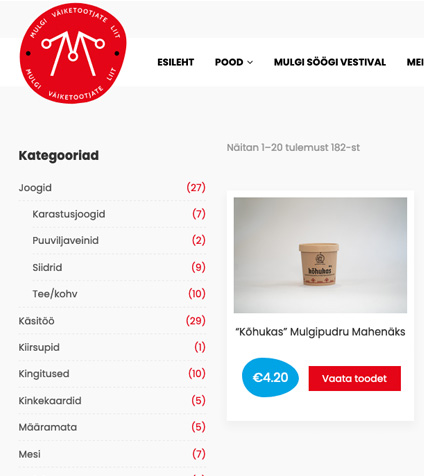 MULGI VÄIKETOOTJATE LIIT
MULGI VÄIKETOOTJATE LIIT
ESILEHT
POOD
MULGI SÖÖGI VESTIVAL
MEI
Kategooriad
Näitan 1–20 tulemust 182-st
Joogid (27)
Karastusjoogid (7)
Puuviljaveinid (2)
Siidrid (9)
Tee/kohv (10)
Käsitöö (29)
Kiirsupid (1)
Kingitused (10)
Kinkekaardid (5)
Määramata (5)
Mesi (7)
kõhukas
“Kõhukas” Mulgipudru Mahenäks
€4.20
Vaata toodet